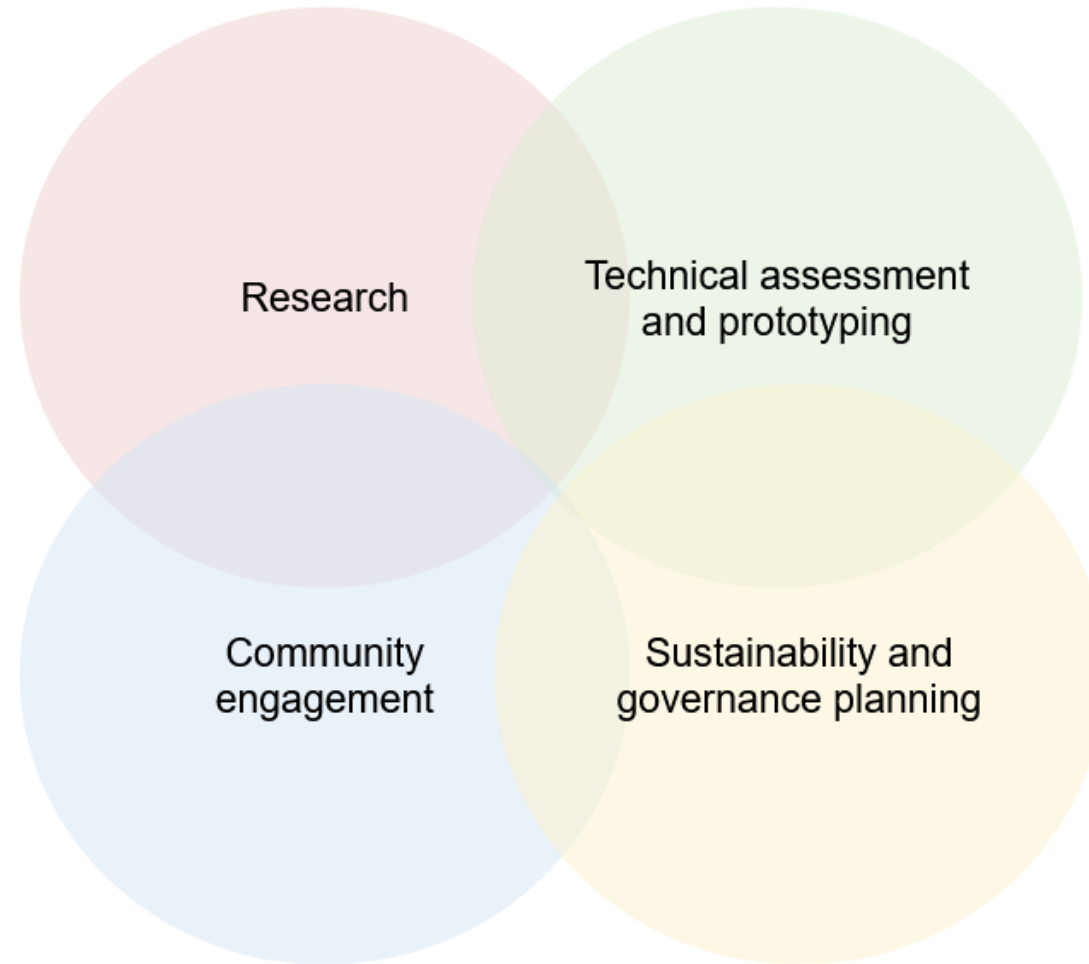 Research
Technical assessment
and prototyping
Community
engagement
Sustainability and
governance planning